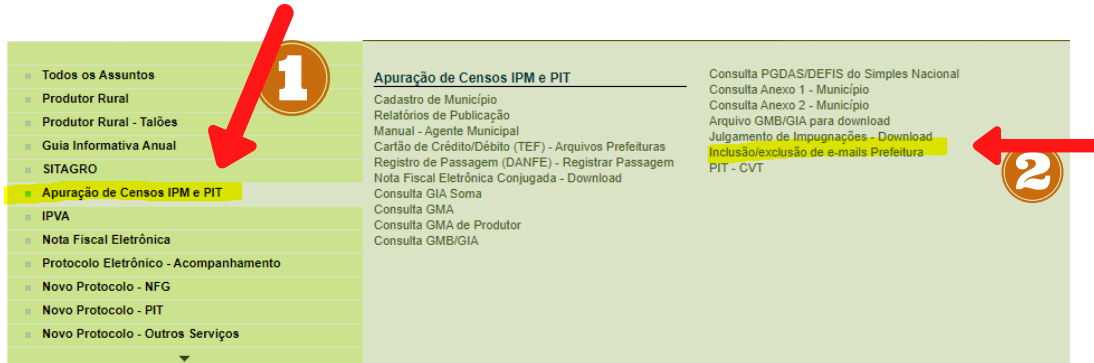 1
Todos os Assuntos
Produtor Rural
Produtor Rural - Talões
Guia Informativa Anual
SITAGRO
Apuração de Censos IPM e PIT
IPVA
Nota Fiscal Eletrônica
Protocolo Eletrônico - Acompanhamento
Novo Protocolo - NFG
Novo Protocolo - PIT
Novo Protocolo - Outros Serviços
Apuração de Censos IPM e PIT
Cadastro de Município
Relatórios de Publicação
Manual - Agente Municipal
Cartão de Crédito/Débito (TEF) - Arquivos Prefeituras
Registro de Passagem (DANFE) - Registrar Passagem
Nota Fiscal Eletrônica Conjugada - Download
Consulta GIA Soma
Consulta GMA
Consulta GMA de Produtor
Consulta GMB/GIA
Consulta PGDAS/DEFIS do Simples Nacional
Consulta Anexo 1 - Município
Consulta Anexo 2 - Município
Arquivo GMB/GIA para download
Julgamento de Impugnações - Download
Inclusão/exclusão de e-mails Prefeitura
PIT - CVT
2